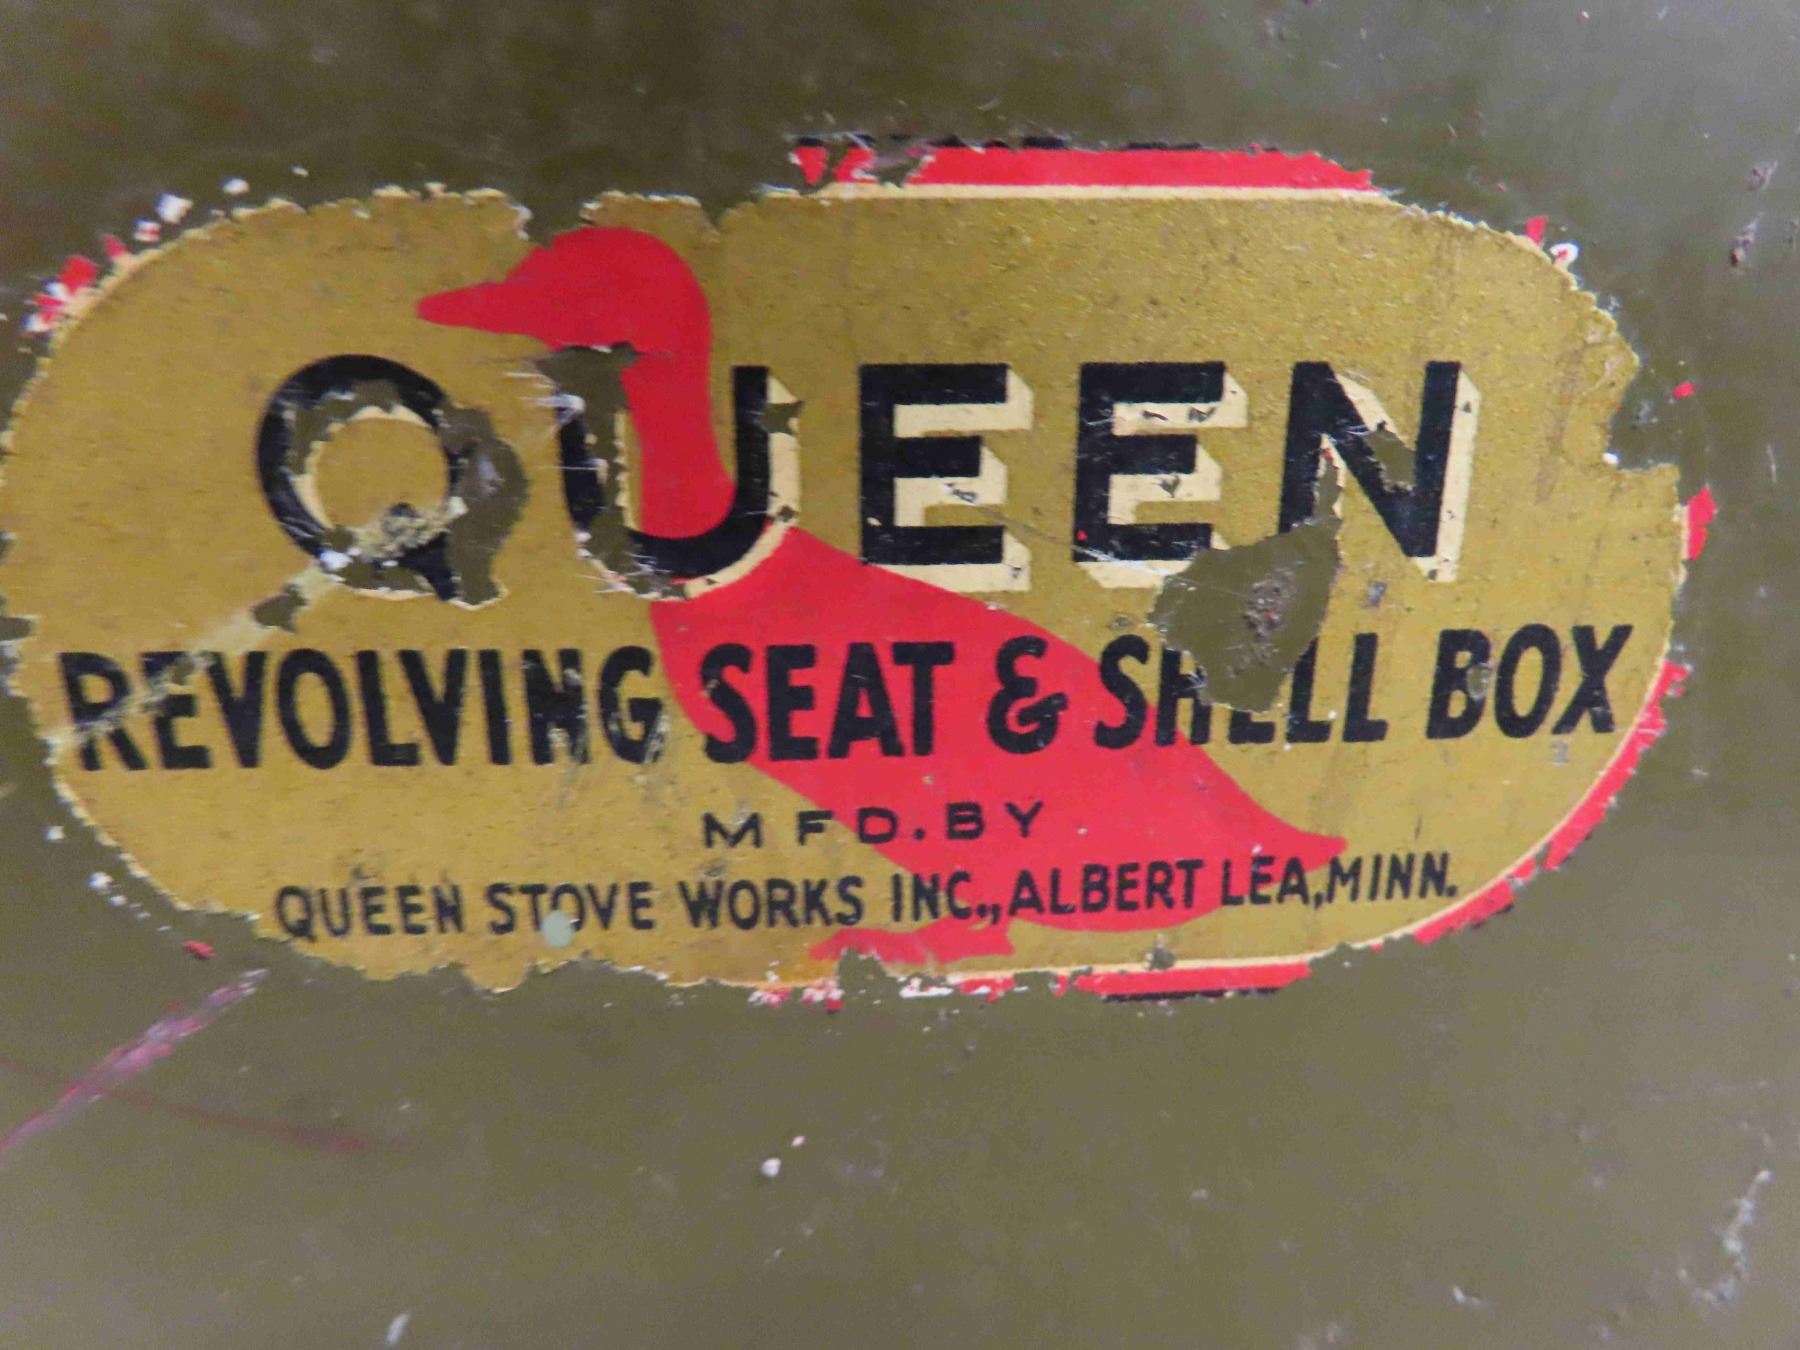 QUEEN
REVOLVING SEAT & SHELL BOX
MFD. BY
QUEEN STOVE WORKS INC., ALBERT LEA, MINN.